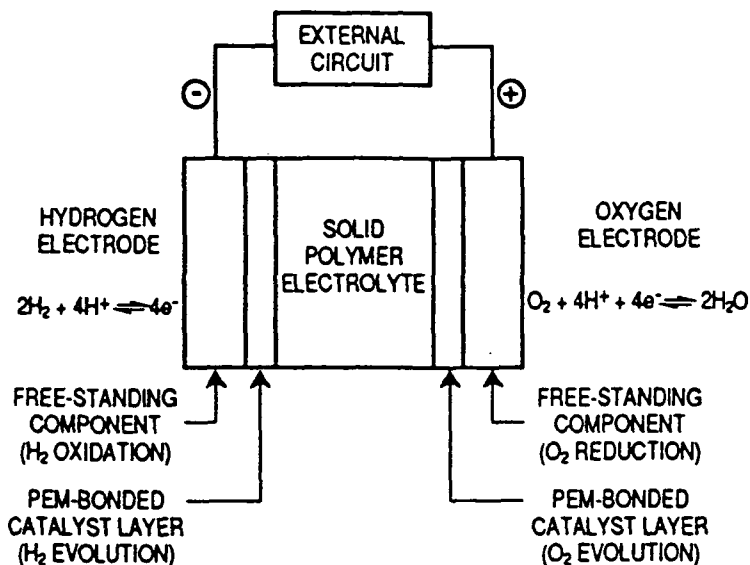 EXTERNAL
CIRCUIT
⊖
⊕
HYDROGEN
ELECTRODE
2H₂ + 4H⁺ ⇌ 4e⁻
SOLID
POLYMER
ELECTROLYTE
OXYGEN
ELECTRODE
O₂ + 4H⁺ + 4e⁻ ⇌ 2H₂O
FREE-STANDING
COMPONENT
(H₂ OXIDATION)
PEM-BONDED
CATALYST LAYER
(H₂ EVOLUTION)
FREE-STANDING
COMPONENT
(O₂ REDUCTION)
PEM-BONDED
CATALYST LAYER
(O₂ EVOLUTION)